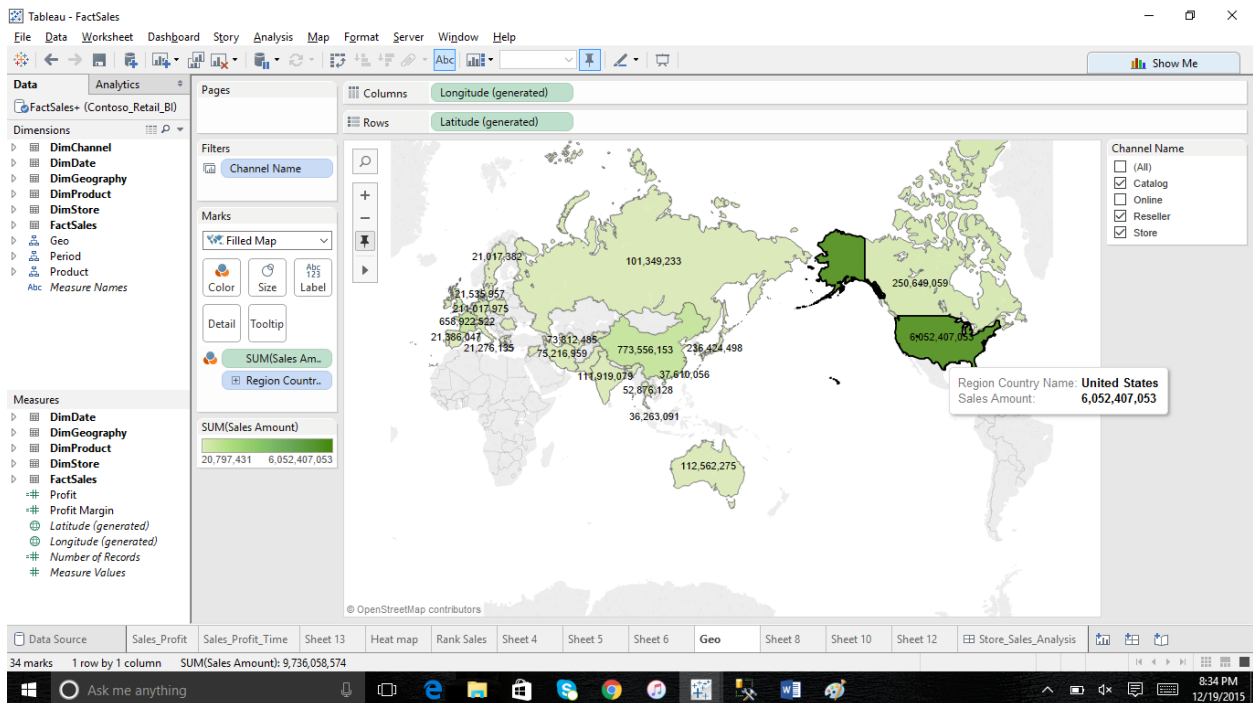 Tableau - FactSales
File Data Worksheet Dashboard Story Analysis Map Format Server Window Help
Abc
Show Me
Data Analytics
FactSales+ (Contoso_Retail_BI)
Dimensions
DimChannel
DimDate
DimGeography
DimProduct
DimStore
FactSales
Geo
Period
Product
Abc Measure Names
Measures
DimDate
DimGeography
DimProduct
DimStore
FactSales
Profit
Profit Margin
Latitude (generated)
Longitude (generated)
Number of Records
Measure Values
Pages
Filters
Channel Name
Marks
Filled Map
Color Size Abc 123 Label
Detail Tooltip
SUM(Sales Am..
Region Countr..
SUM(Sales Amount)
20,797,431 6,052,407,053
Columns Longitude (generated)
Rows Latitude (generated)
21,017,382
101,349,233
250,649,059
21,535,957
211,017,975
658,922,522
6,052,407,053
21,386,047
73,812,485
21,276,135
75,216,959
773,556,153
236,424,498
111,919,079
37,610,056
52,876,128
36,263,091
112,562,275
Region Country Name: United States
Sales Amount: 6,052,407,053
© OpenStreetMap contributors
Channel Name
(All)
Catalog
Online
Reseller
Store
Data Source Sales_Profit Sales_Profit_Time Sheet 13 Heat map Rank Sales Sheet 4 Sheet 5 Sheet 6 Geo Sheet 8 Sheet 10 Sheet 12 Store_Sales_Analysis
34 marks 1 row by 1 column SUM(Sales Amount): 9,736,058,574
Ask me anything
8:34 PM
12/19/2015